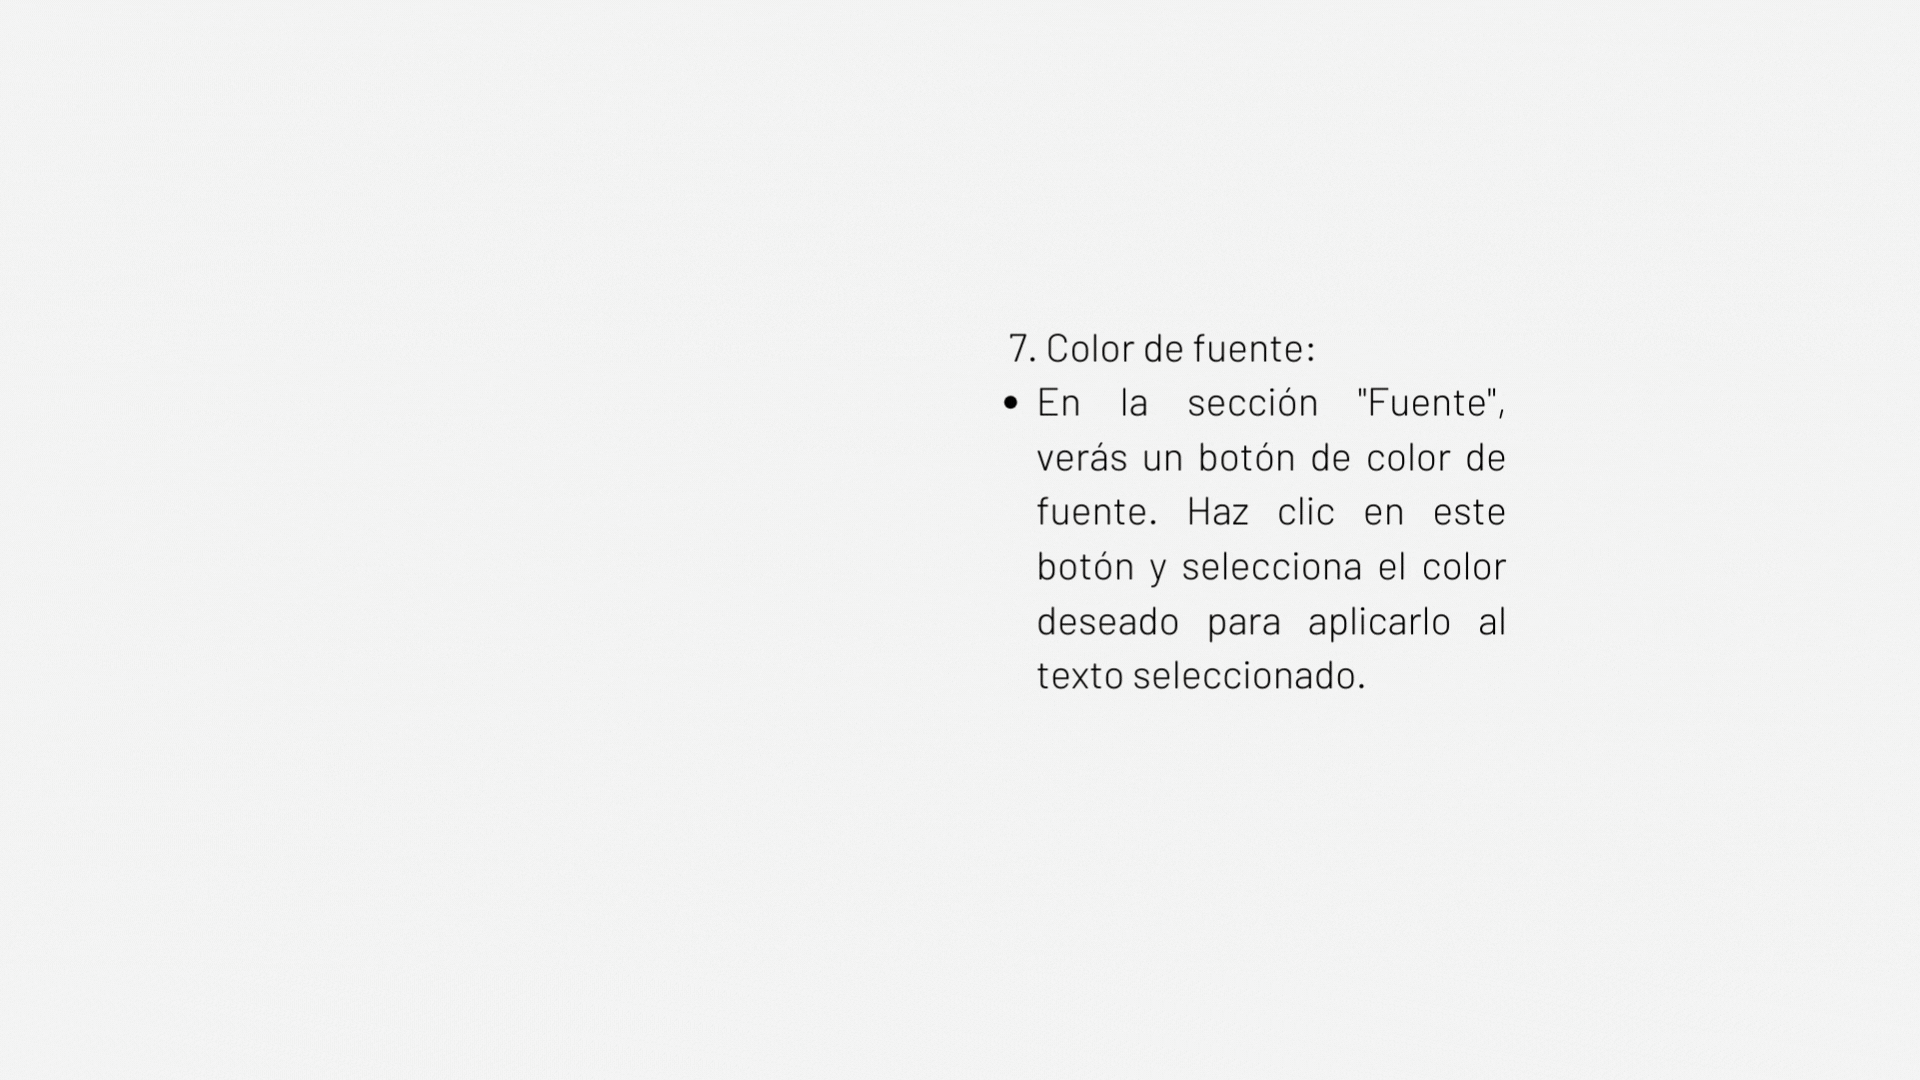 7. Color de fuente:
• En la sección "Fuente",
verás un botón de color de
fuente. Haz clic en este
botón y selecciona el color
deseado para aplicarlo al
texto seleccionado.